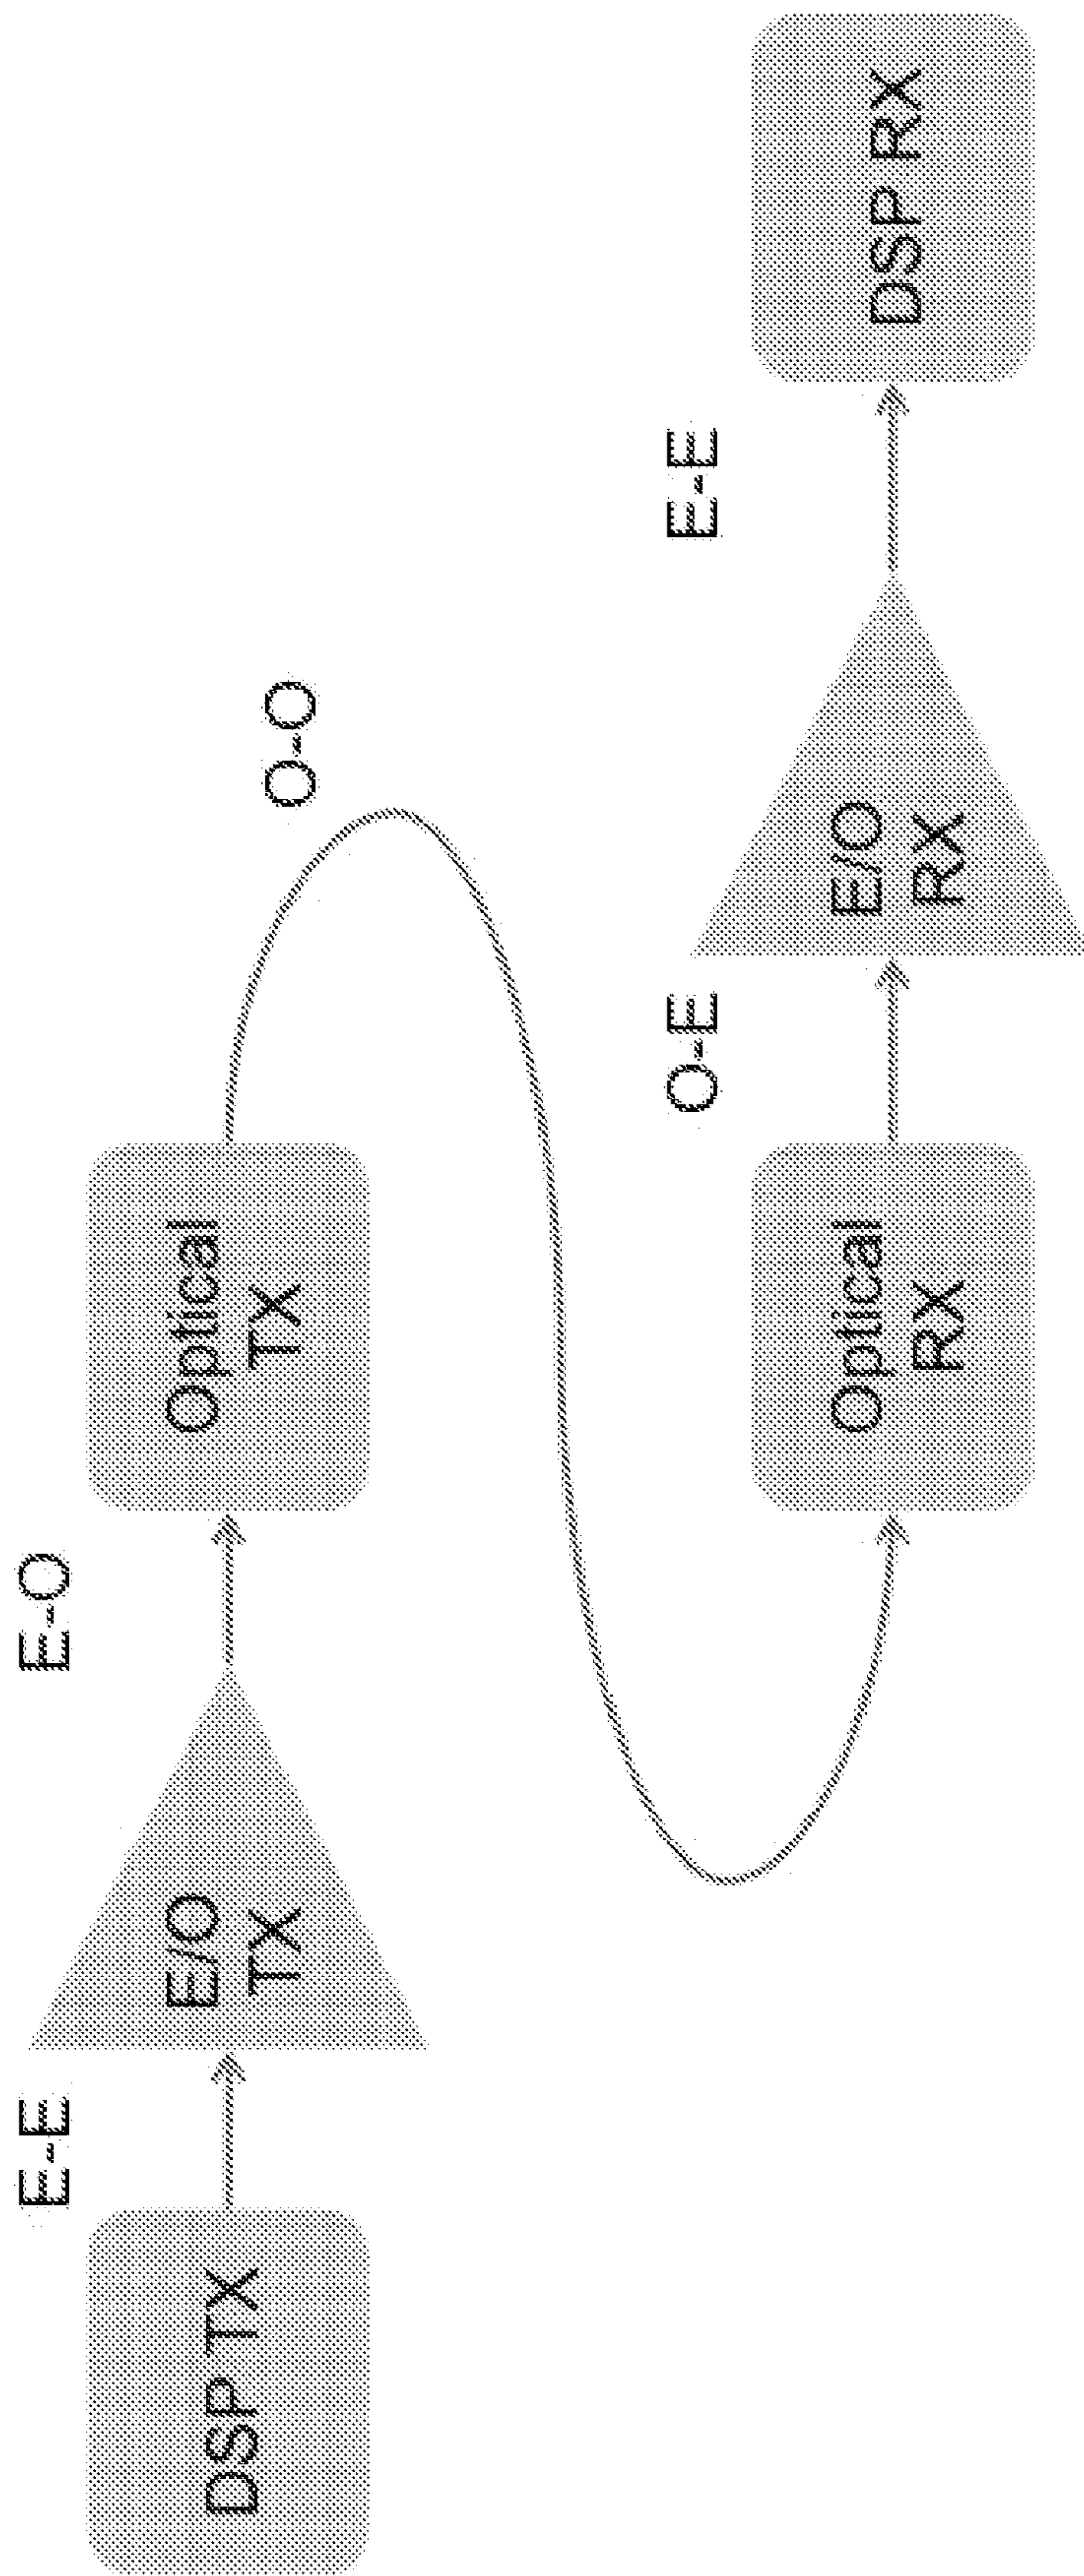 DSP TX
E-E
E/O
TX
E-O
Optical
TX
O-O
Optical
RX
O-E
E/O
RX
E-E
DSP RX